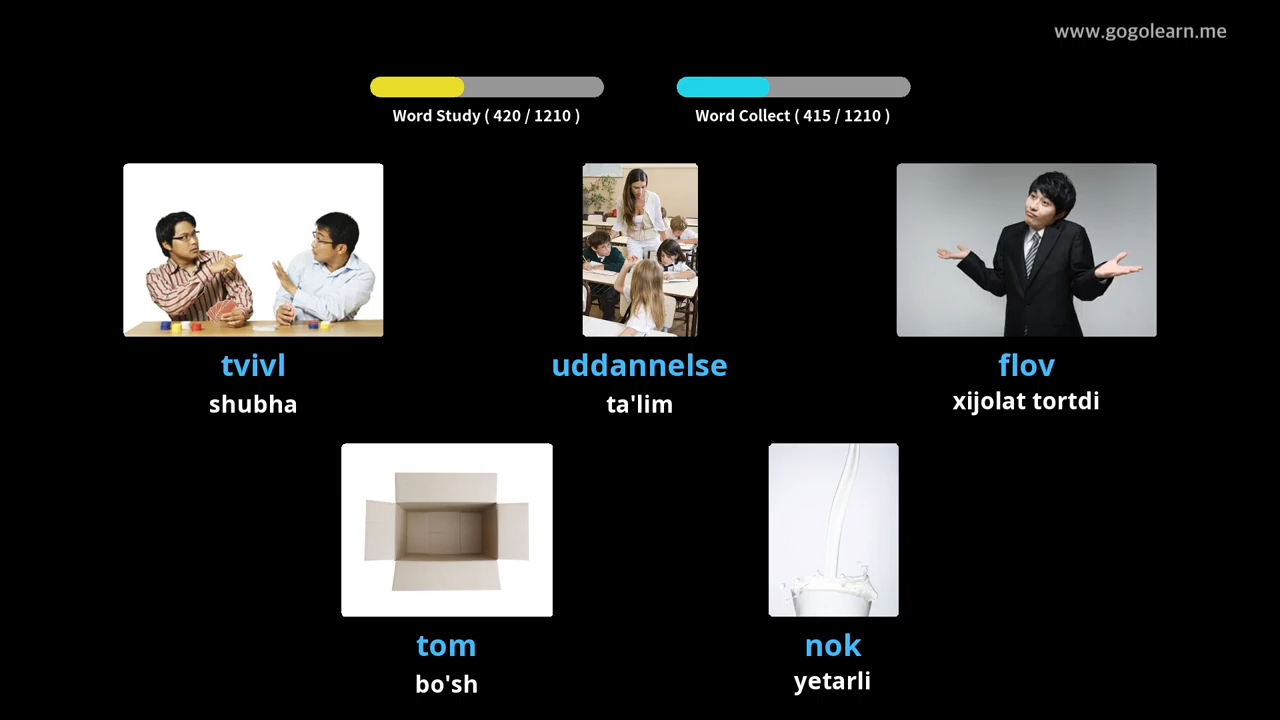 www.gogolearn.me
Word Study ( 420 / 1210 )
Word Collect ( 415 / 1210 )
tvivl
shubha
uddannelse
ta'lim
flov
xijolat tortdi
tom
bo'sh
nok
yetarli